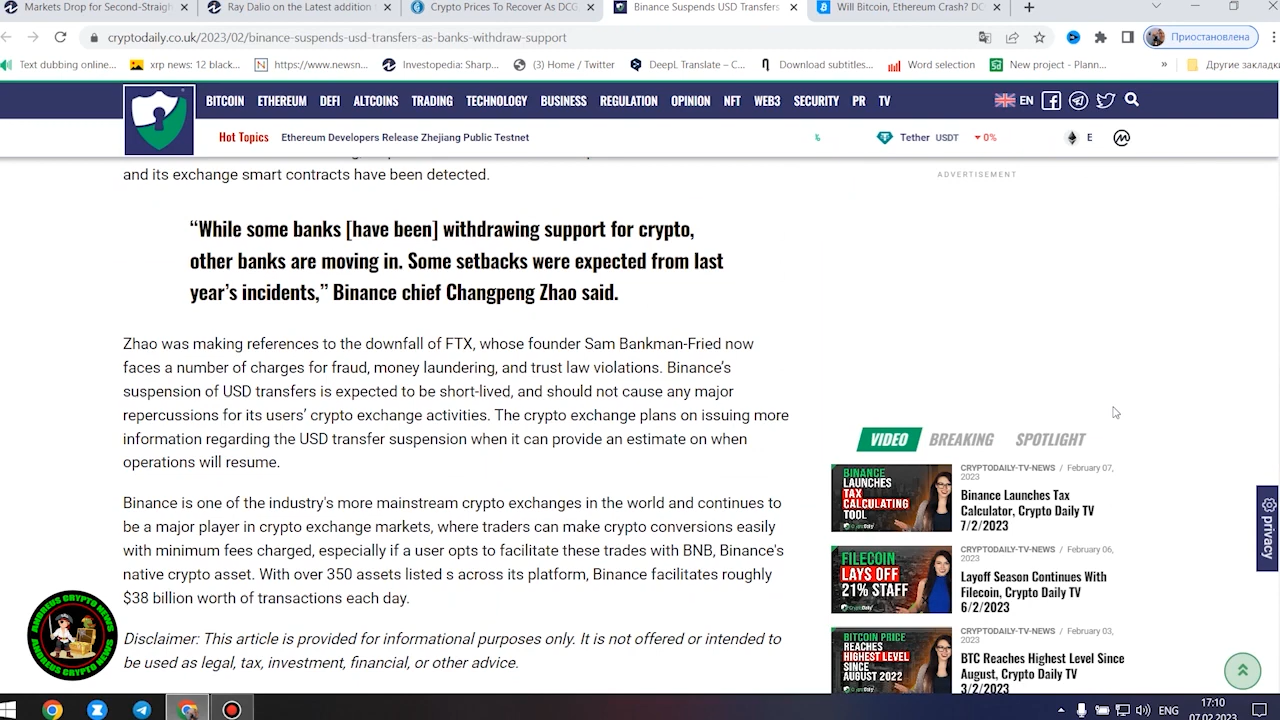 Markets Drop for Second-Straigh
Ray Dalio on the Latest addition
Crypto Prices To Recover As DCG
Binance Suspends USD Transfers
Will Bitcoin, Ethereum Crash? DC
cryptodaily.co.uk/2023/02/binance-suspends-usd-transfers-as-banks-withdraw-support
Приостановлена
Text dubbing online...
xrp news: 12 black...
https://www.newsn...
Investopedia: Sharp...
(3) Home / Twitter
DeepL Translate – C...
Download subtitles...
Word selection
New project - Plann...
»
Другие закладки
BITCOIN ETHEREUM DEFI ALTCOINS TRADING TECHNOLOGY BUSINESS REGULATION OPINION NFT WEB3 SECURITY PR TV
EN
Hot Topics
Ethereum Developers Release Zhejiang Public Testnet
Tether USDT 0%
E
and its exchange smart contracts have been detected.
ADVERTISEMENT
“While some banks [have been] withdrawing support for crypto,
other banks are moving in. Some setbacks were expected from last
year’s incidents,” Binance chief Changpeng Zhao said.
Zhao was making references to the downfall of FTX, whose founder Sam Bankman-Fried now
faces a number of charges for fraud, money laundering, and trust law violations. Binance’s
suspension of USD transfers is expected to be short-lived, and should not cause any major
repercussions for its users’ crypto exchange activities. The crypto exchange plans on issuing more
information regarding the USD transfer suspension when it can provide an estimate on when
operations will resume.
Binance is one of the industry's more mainstream crypto exchanges in the world and continues to
be a major player in crypto exchange markets, where traders can make crypto conversions easily
with minimum fees charged, especially if a user opts to facilitate these trades with BNB, Binance's
native crypto asset. With over 350 assets listed s across its platform, Binance facilitates roughly
$38 billion worth of transactions each day.
Disclaimer: This article is provided for informational purposes only. It is not offered or intended to
be used as legal, tax, investment, financial, or other advice.
VIDEO BREAKING SPOTLIGHT
BINANCE
LAUNCHES
TAX
CALCULATING
TOOL
CRYPTODAILY-TV-NEWS / February 07,
2023
Binance Launches Tax
Calculator, Crypto Daily TV
7/2/2023
FILECOIN
LAYS OFF
21% STAFF
CRYPTODAILY-TV-NEWS / February 06,
2023
Layoff Season Continues With
Filecoin, Crypto Daily TV
6/2/2023
BITCOIN PRICE
REACHES
HIGHEST LEVEL
SINCE
AUGUST 2022
CRYPTODAILY-TV-NEWS / February 03,
2023
BTC Reaches Highest Level Since
August, Crypto Daily TV
3/2/2023
privacy
ANDREUS CRYPTO NEWS
ANDREUS CRYPTO NEWS
ENG
17:10
07.02.2023